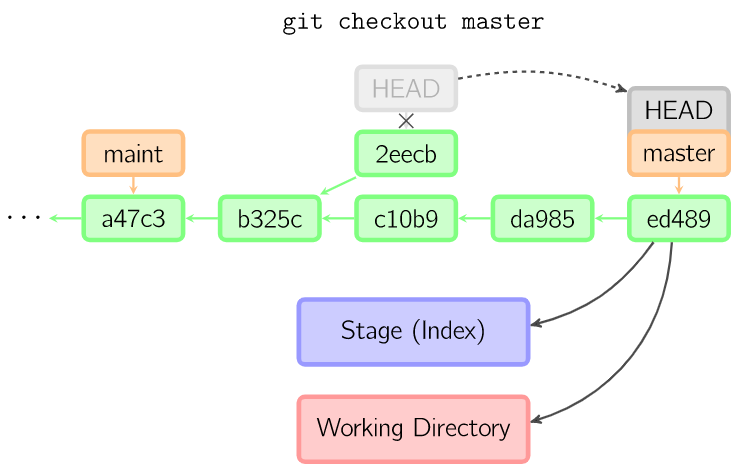 git checkout master
HEAD
HEAD
maint
2eecb
master
...
a47c3
b325c
c10b9
da985
ed489
Stage (Index)
Working Directory